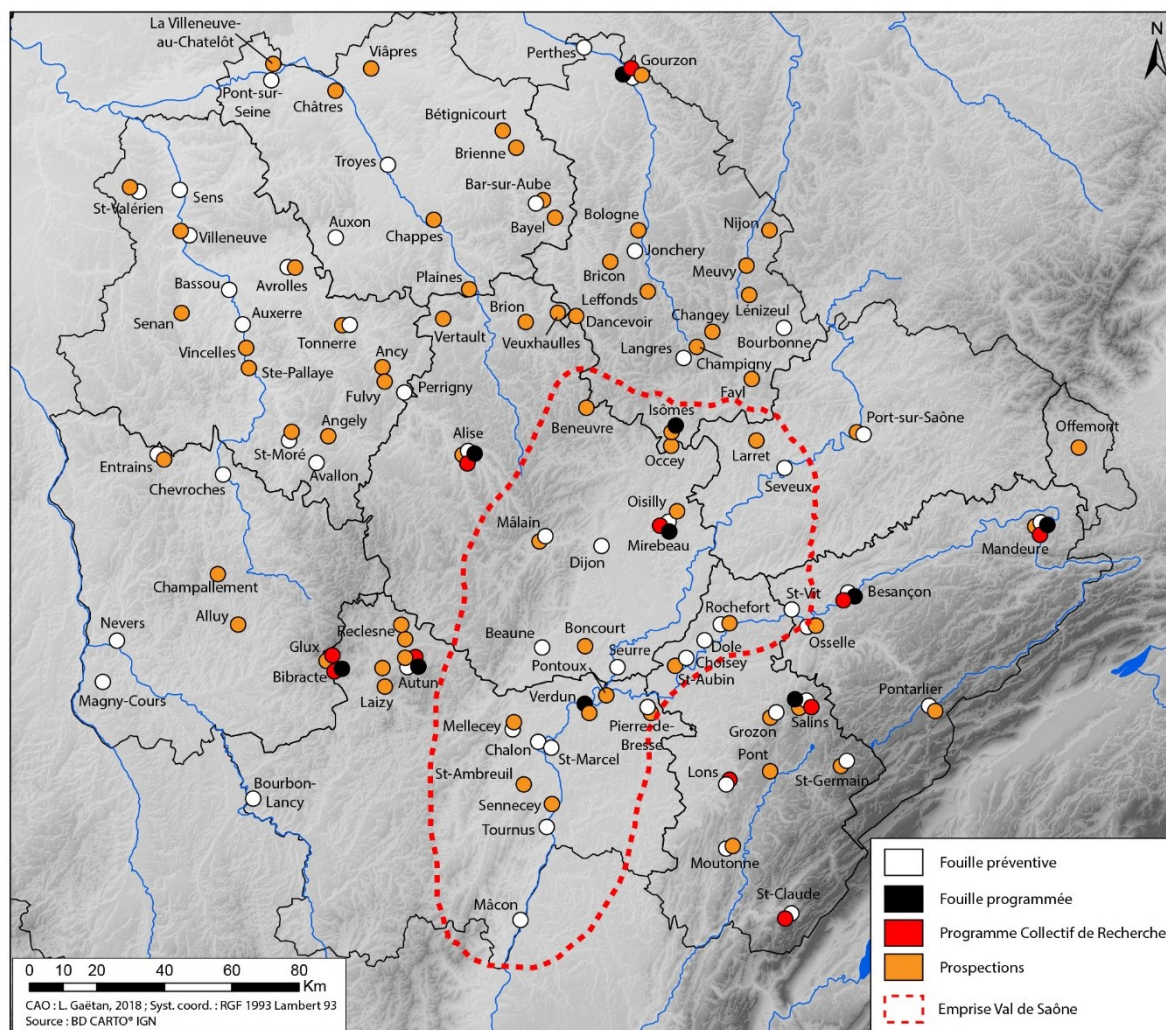 La Villeneuve-
au-Chatelôt
Viâpres
Perthes
Gourzon
N
Pont-sur-
Seine
Châtres
Bétignicourt
Brienne
Troyes
Bar-sur-Aube
Sens
St-Valérien
Auxon
Bologne
Nijon
Villeneuve
Chappes
Bayel
Jonchery
Avrolles
Bricon
Meuvy
Bassou
Plaines
Leffonds
Lénizeul
Senan
Auxerre
Brion
Dancevoir
Changey
Tonnerre
Vertault
Veuxhaulles
Bourbonne
Vincelles
Ancy
Langres
Champigny
Ste-Pallaye
Fulvy
Perrigny
Fayl
Angely
Beneuvre
Isômes
Port-sur-Saône
Offemont
Alise
Entrains
St-Moré
Avallon
Occey
Larret
Chevroches
Seveux
Oisilly
Mâlain
Mirebeau
Dijon
Mandeure
Champallement
St-Vit
Besançon
Alluy
Rochefort
Nevers
Reclesne
Beaune
Boncourt
Osselle
Glux
Seurre
Dole
Pontoux
Choisey
Bibracte
Autun
St-Aubin
Magny-Cours
Laizy
Verdun
Pontarlier
Mellecey
Pierre-de-
Bresse
Grozon
Salins
Chalon
St-Marcel
Pont
St-Ambreuil
Lons
St-Germain
Bourbon-
Lancy
Sennecey
Tournus
Moutonne
St-Claude
Mâcon
Fouille préventive
Fouille programmée
Programme Collectif de Recherche
Prospections
Emprise Val de Saône
0 10 20 40 60 80
Km
CAO : L. Gaëtan, 2018 ; Syst. coord. : RGF 1993 Lambert 93
Source : BD CARTO® IGN